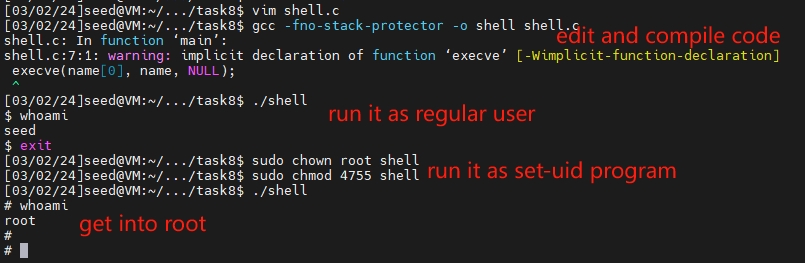 [03/02/24]seed@VM:~/.../task8$ vim shell.c
[03/02/24]seed@VM:~/.../task8$ gcc -fno-stack-protector -o shell shell.c
edit and compile code
shell.c: In function ‘main’:
shell.c:7:1: warning: implicit declaration of function ‘execve’ [-Wimplicit-function-declaration]
execve(name[0], name, NULL);
^
[03/02/24]seed@VM:~/.../task8$ ./shell
$ whoami
run it as regular user
seed
$ exit
[03/02/24]seed@VM:~/.../task8$ sudo chown root shell
[03/02/24]seed@VM:~/.../task8$ sudo chmod 4755 shell
run it as set-uid program
[03/02/24]seed@VM:~/.../task8$ ./shell
# whoami
root
get into root
#
#